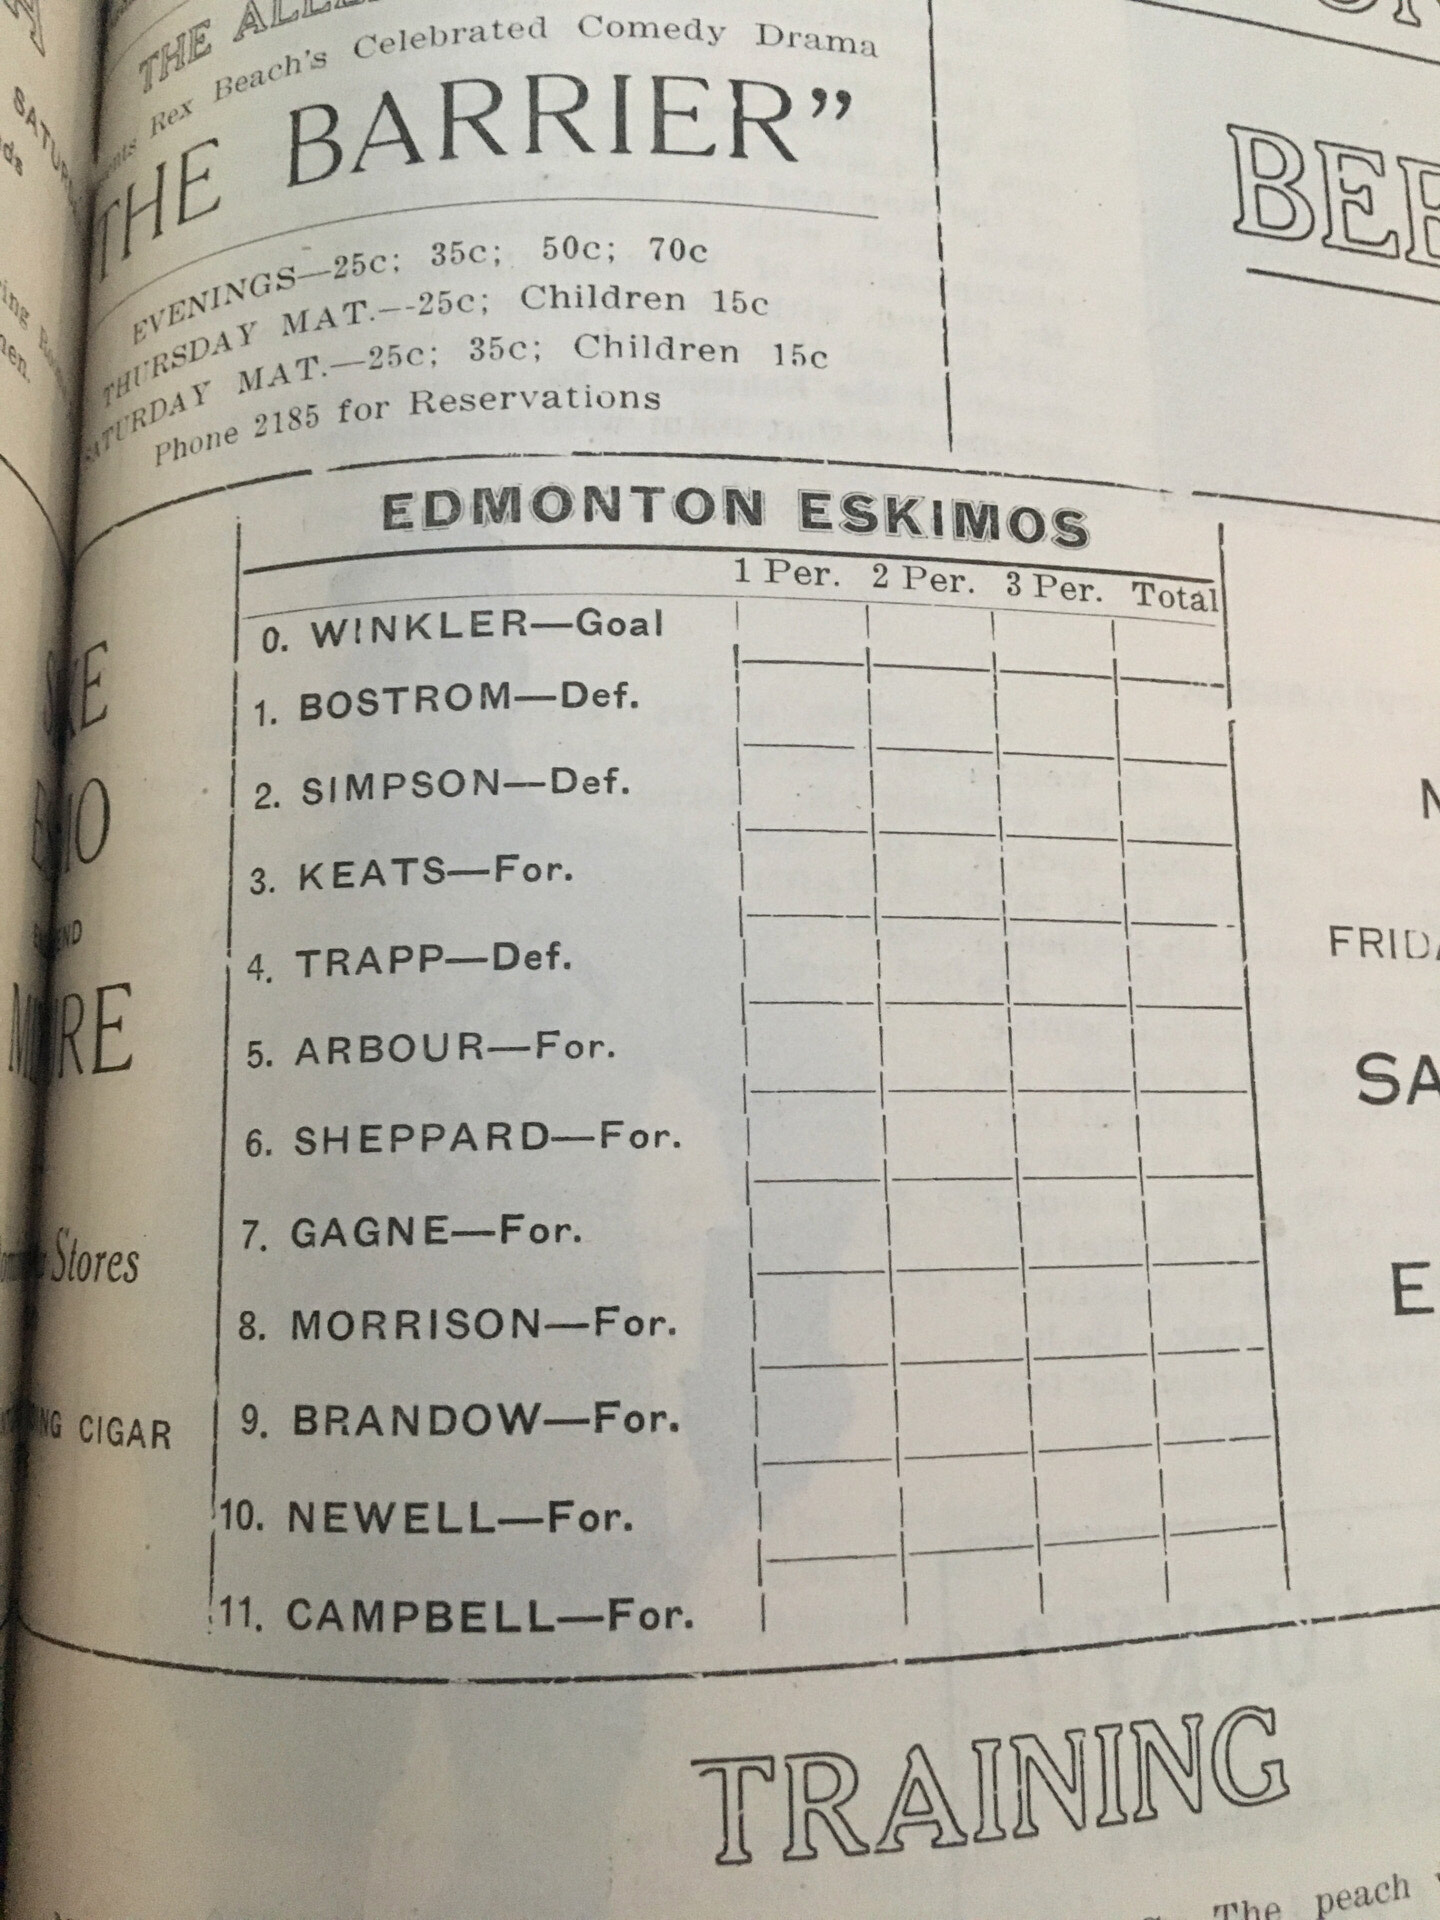 THE
Rex Beach's Celebrated Comedy Drama
THE BARRIER”
EVENINGS—25c; 35c; 50c; 70c
THURSDAY MAT.—-25c; Children 15c
SATURDAY MAT.—25c; 35c; Children 15c
Phone 2185 for Reservations
EDMONTON ESKIMOS
1 Per. 2 Per. 3 Per. Total
0. WINKLER—Goal
1. BOSTROM—Def.
2. SIMPSON—Def.
3. KEATS—For.
4. TRAPP—Def.
5. ARBOUR—For.
6. SHEPPARD—For.
7. GAGNE—For.
8. MORRISON—For.
9. BRANDOW—For.
10. NEWELL—For.
11. CAMPBELL—For.
Stores
CIGAR
SA
E
TRAINING
The peach